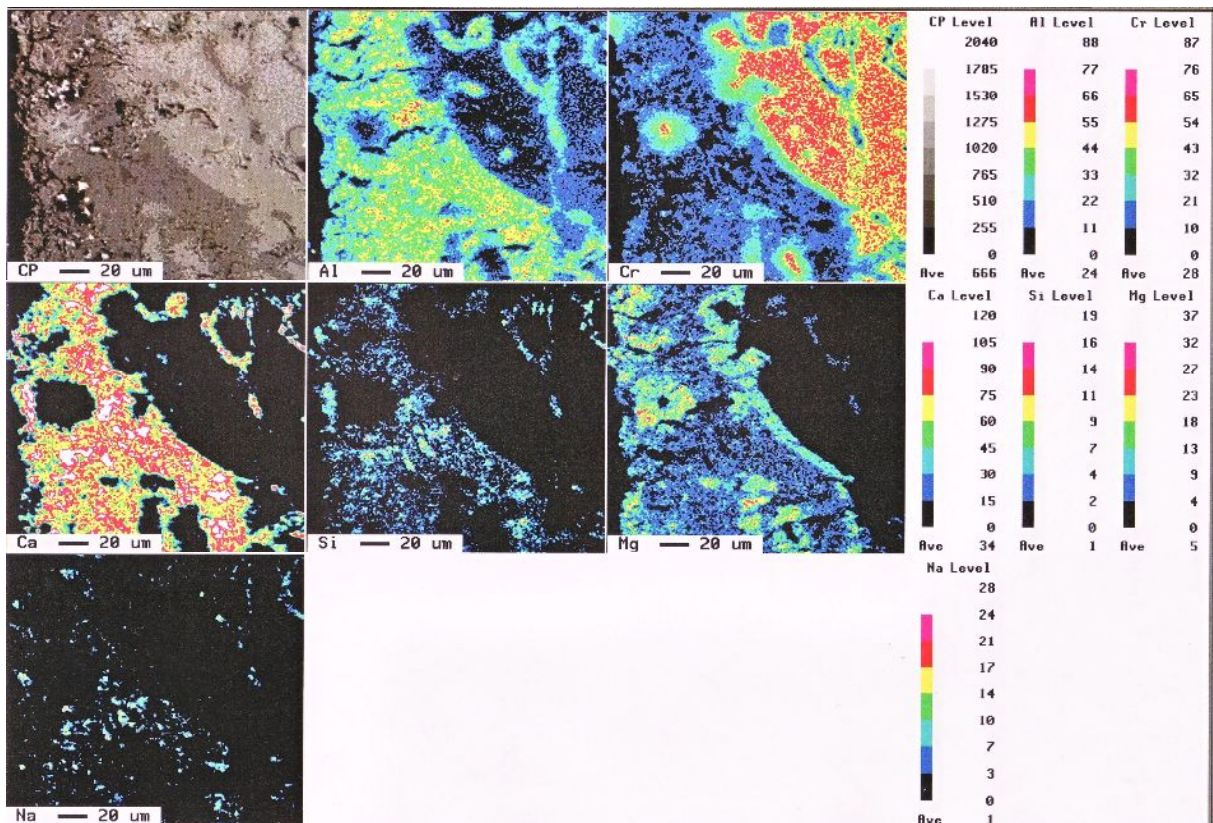 CP Level Al Level Cr Level
2040 88 87
1785 77 76
1530 66 65
1275 55 54
1020 44 43
765 33 32
510 22 21
255 11 10
0 0 0
Ave 666 Ave 24 Ave 28
CP 20 um Al 20 um Cr 20 um
Ca Level Si Level Mg Level
120 19 37
105 16 32
90 14 27
75 11 23
60 9 18
45 7 13
30 4 9
15 2 4
0 0 0
Ave 34 Ave 1 Ave 5
Ca 20 um Si 20 um Mg 20 um
Na Level
28
24
21
17
14
10
7
3
0
Ave 1
Na 20 um